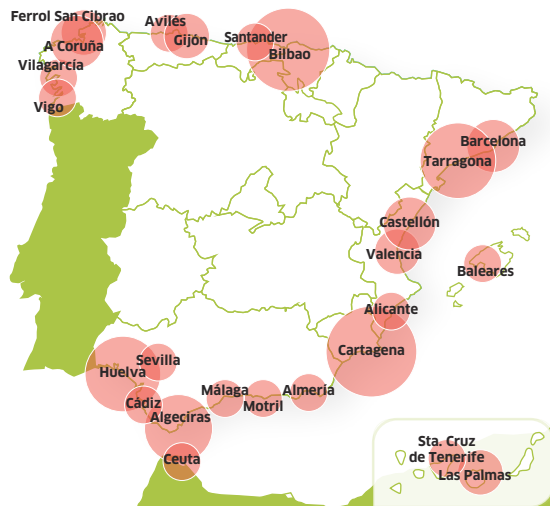 Ferrol San Cibrao
Avilés
A Coruña
Gijón
Santander
Bilbao
Vilagarcía
Vigo
Barcelona
Tarragona
Castellón
Valencia
Baleares
Alicante
Cartagena
Sevilla
Huelva
Málaga
Almería
Cádiz
Motril
Algeciras
Ceuta
Sta. Cruz
de Tenerife
Las Palmas